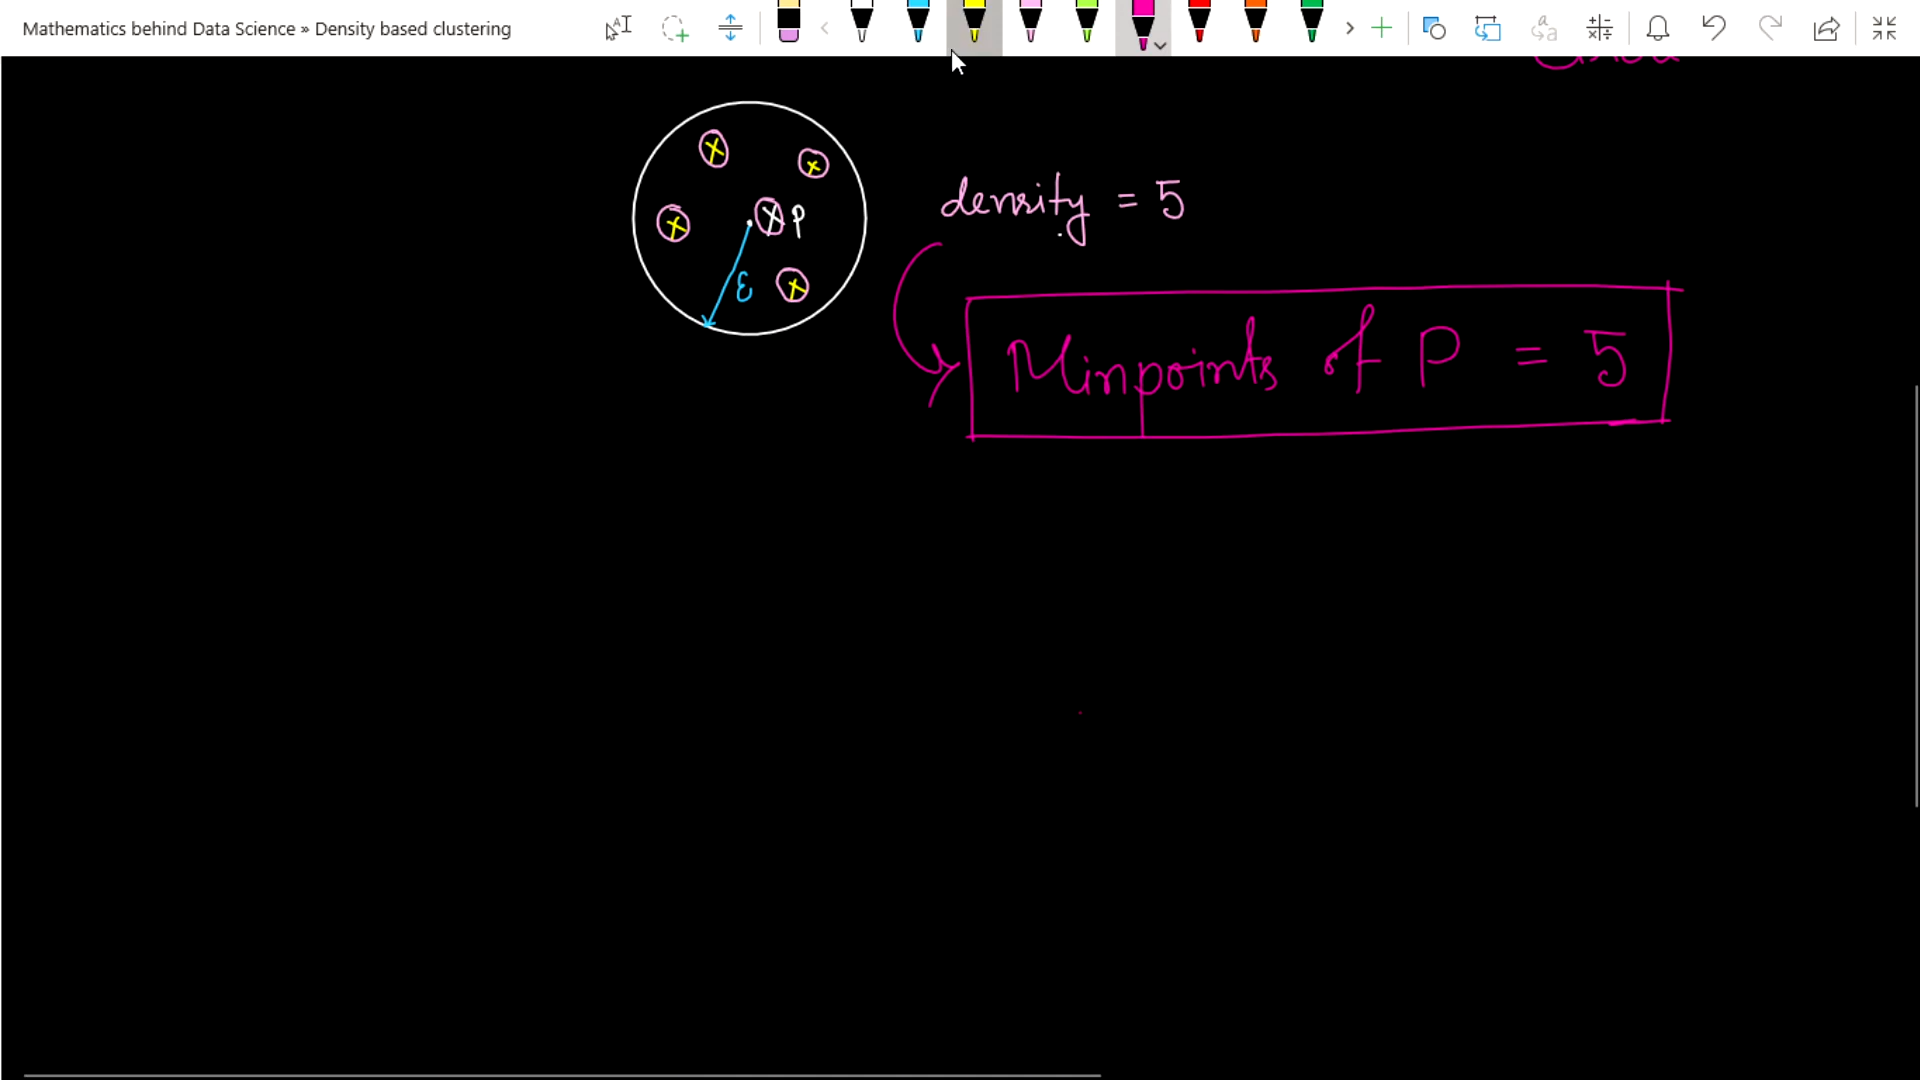 Mathematics behind Data Science » Density based clustering
x
x
x
x P
ε
x
density = 5
Minpoints of P = 5